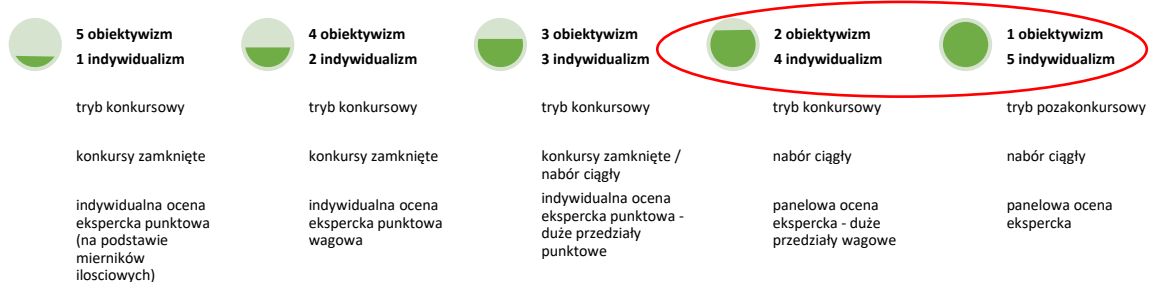 5 obiektywizm
1 indywidualizm
4 obiektywizm
2 indywidualizm
3 obiektywizm
3 indywidualizm
2 obiektywizm
4 indywidualizm
1 obiektywizm
5 indywidualizm
tryb konkursowy
tryb konkursowy
tryb konkursowy
tryb konkursowy
tryb pozakonkursowy
konkursy zamknięte
konkursy zamknięte
konkursy zamknięte /
nabór ciągły
nabór ciągły
nabór ciągły
indywidualna ocena
ekspercka punktowa
(na podstawie
mierników
ilosciowych)
indywidualna ocena
ekspercka punktowa
wagowa
indywidualna ocena
ekspercka punktowa -
duże przedziały
punktowe
panelowa ocena
ekspercka - duże
przedziały wagowe
panelowa ocena
ekspercka